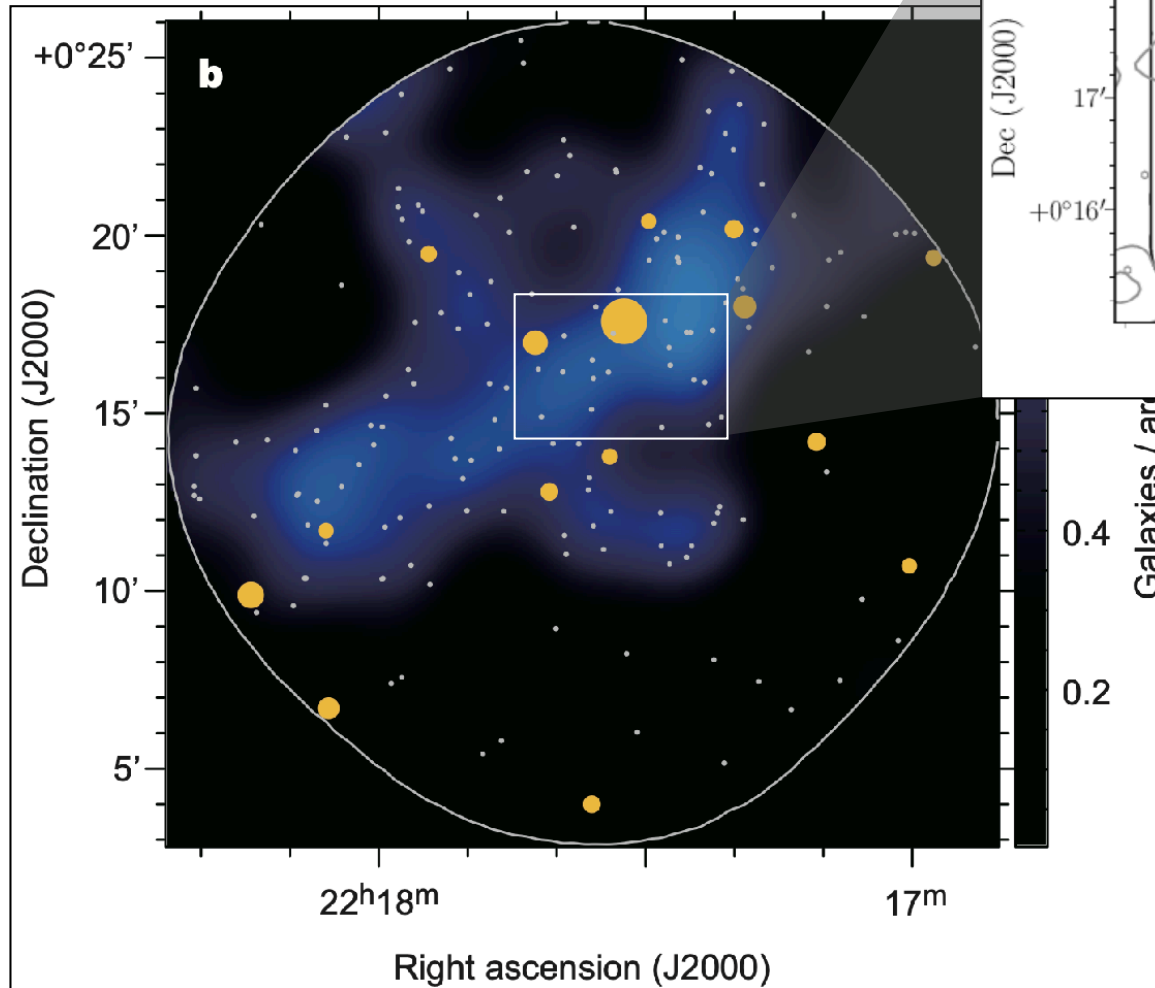 b
+0°25'
20'
15'
10'
5'
Declination (J2000)
22h18m
17m
Right ascension (J2000)
Dec (J2000)
17'
+0°16'
0.4
0.2
Galaxies /